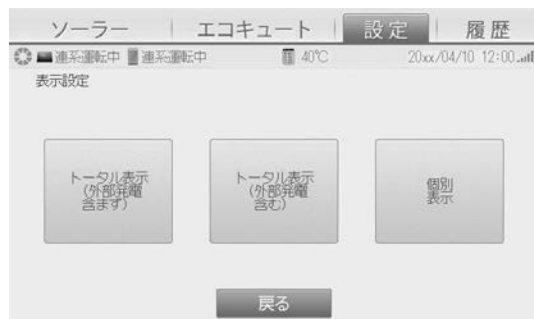 ソーラー エコキュート 設定 履歴
連系運転中 連系運転中 40℃ 20xx/04/10 12:00
表示設定
トータル表示
(外部発電
含まず)
トータル表示
(外部発電
含む)
個別
表示
戻る